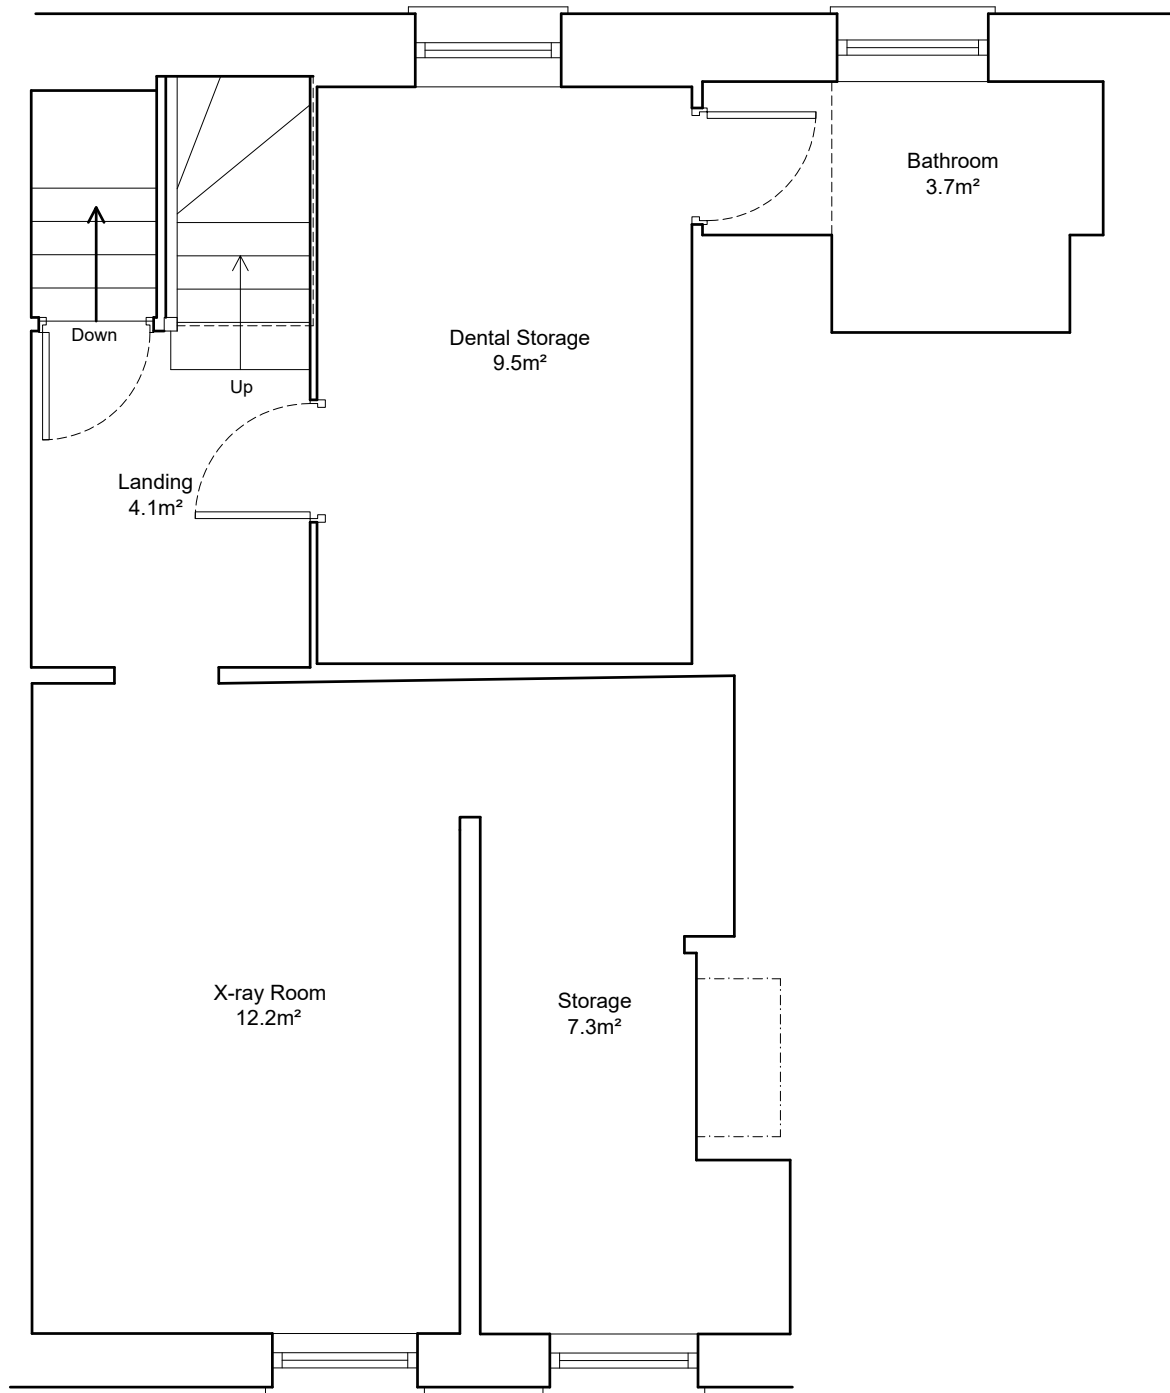 Bathroom
3.7m²
Dental Storage
9.5m²
Down
Up
Landing
4.1m²
X-ray Room
12.2m²
Storage
7.3m²